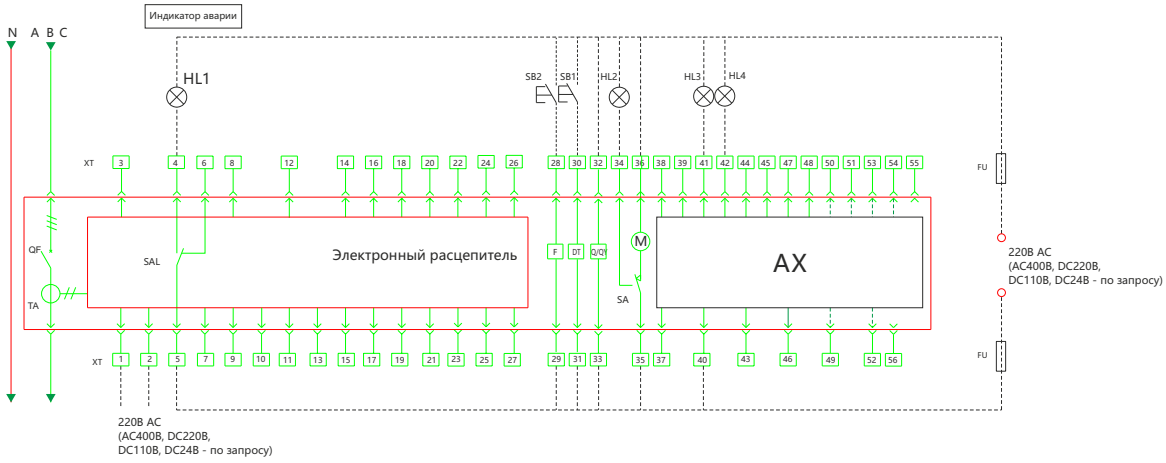 Индикатор аварии
N A B C
HL1
SB2 SB1 HL2 HL3 HL4
XT 3 4 6 8 12 14 16 18 20 22 24 26 28 30 32 34 36 38 39 41 42 44 45 47 48 50 51 53 54 55
FU
QF
SAL
Электронный расцепитель
F DT Q/QY M
AX
TA
SA
220В AC
(AC400В, DC220В,
DC110В, DC24В - по запросу)
XT 1 2 5 7 9 10 11 13 15 17 19 21 23 25 27 29 31 33 35 37 40 43 46 49 52 56
FU
220В AC
(AC400В, DC220В,
DC110В, DC24В - по запросу)